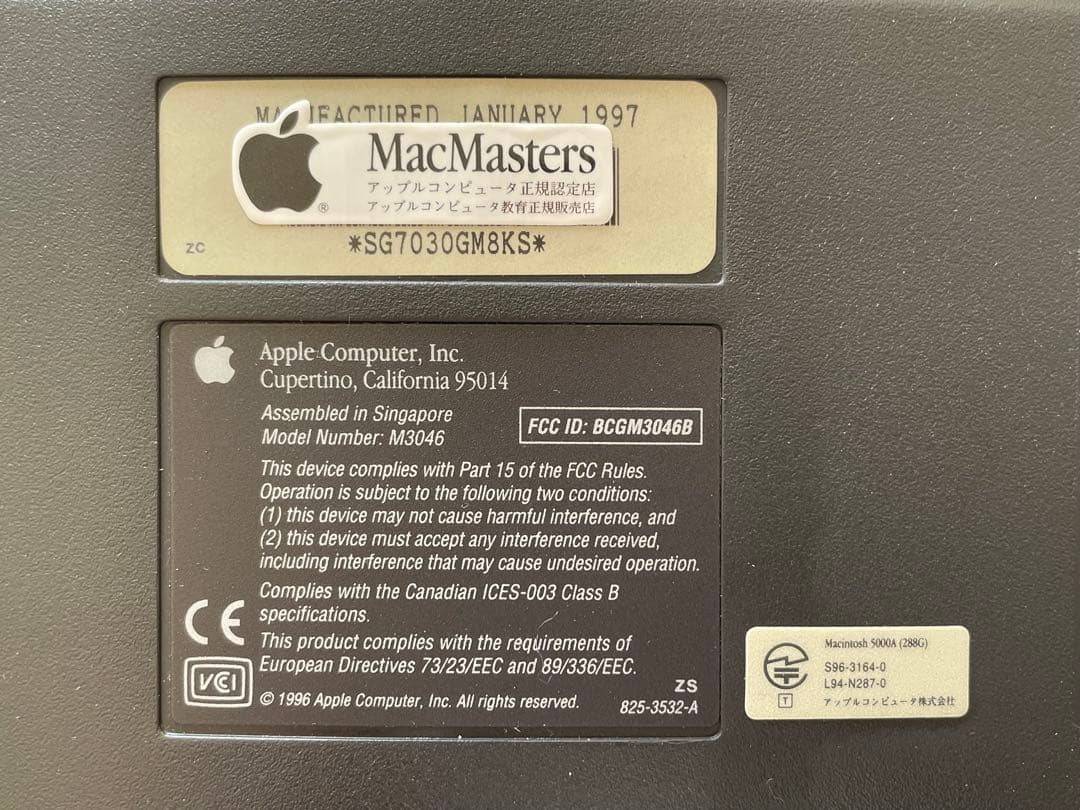 MANUFACTURED JANUARY 1997
MacMasters
アップルコンピュータ正規認定店
® アップルコンピュータ教育正規販売店
ZC
*SG7030GM8KS*
Apple Computer, Inc.
Cupertino, California 95014
Assembled in Singapore
Model Number: M3046
FCC ID: BCGM3046B
This device complies with Part 15 of the FCC Rules.
Operation is subject to the following two conditions:
(1) this device may not cause harmful interference, and
(2) this device must accept any interference received,
including interference that may cause undesired operation.
Complies with the Canadian ICES-003 Class B
specifications.
This product complies with the requirements of
European Directives 73/23/EEC and 89/336/EEC.
CE
VCI
© 1996 Apple Computer, Inc. All rights reserved.
ZS
825-3532-A
Macintosh 5000A (288G)
S96-3164-0
L94-N287-0
T
アップルコンピュータ株式会社